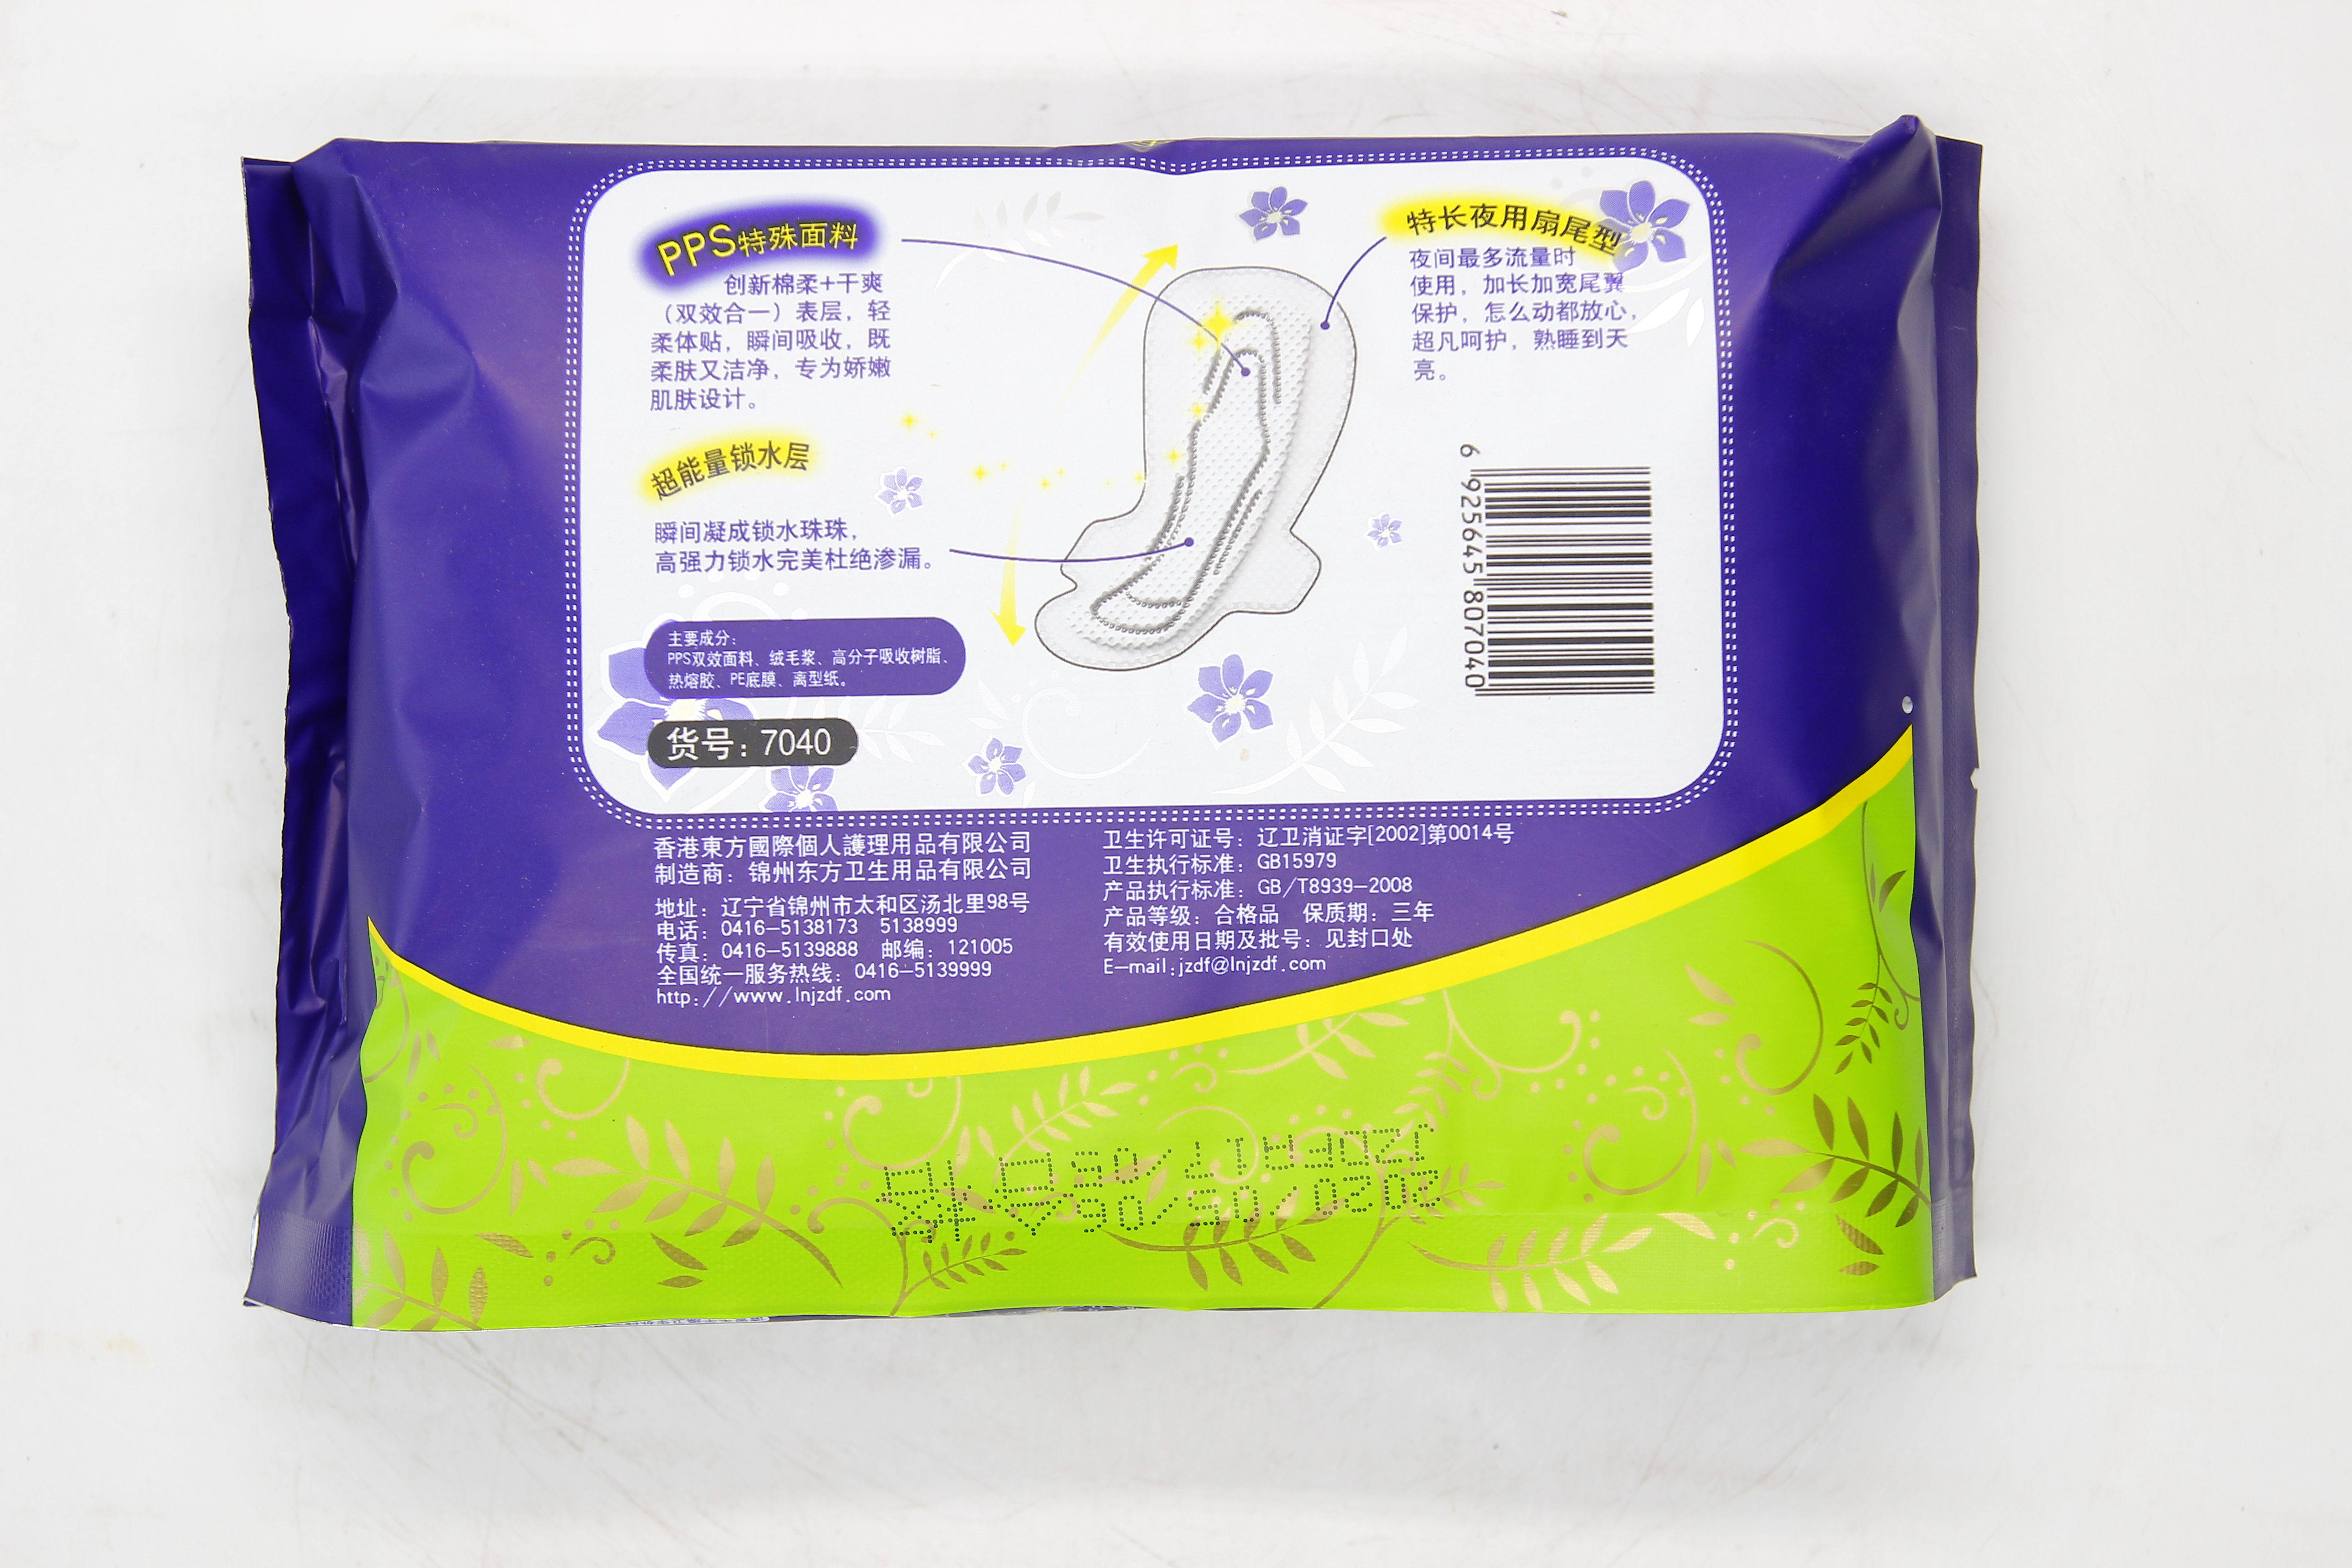 PPS特殊面料
创新棉柔+干爽
（双效合一）表层，轻
柔体贴，瞬间吸收，既
柔肤又洁净，专为娇嫩
肌肤设计。
超能量锁水层
瞬间凝成锁水珠珠，
高强力锁水完美杜绝渗漏。
特长夜用扇尾型
夜间最多流量时
使用，加长加宽尾翼
保护，怎么动都放心，
超凡呵护，熟睡到天
亮。
6 925645 807040
主要成分：
PPS双效面料、绒毛浆、高分子吸收树脂、
热熔胶、PE底膜、离型纸。
货号：7040
香港東方國際個人護理用品有限公司
制造商：锦州东方卫生用品有限公司
地址：辽宁省锦州市太和区汤北里98号
电话：0416-5138173 5138999
传真：0416-5139888 邮编：121005
全国统一服务热线：0416-5139999
http://www.lnjzdf.com
卫生许可证号：辽卫消证字[2002]第0014号
卫生执行标准：GB15979
产品执行标准：GB/T8939-2008
产品等级：合格品 保质期：三年
有效使用日期及批号：见封口处
E-mail:jzdf@lnjzdf.com